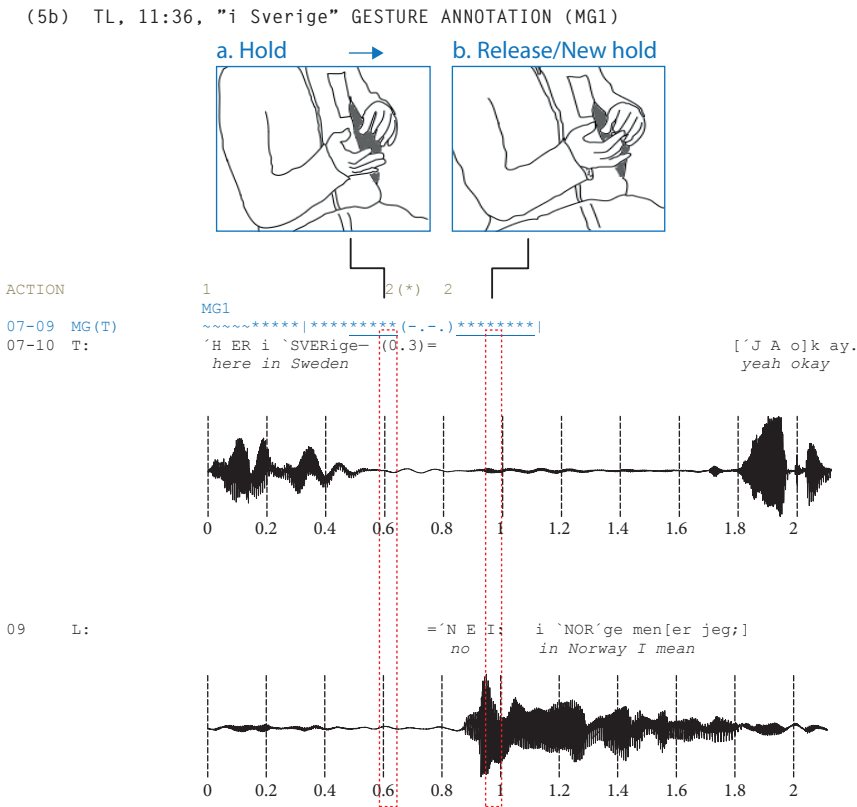 (5b) TL, 11:36, ”i Sverige” GESTURE ANNOTATION (MG1)
a. Hold → b. Release/New hold
ACTION 1 2(*) 2
MG1
07-09 MG(T) ~~~~~*****|*********(-.-.)********|
07-10 T: ´H ER i `SVERige— (0.3)= [´J A o]k ay.
here in Sweden yeah okay
0 0.2 0.4 0.6 0.8 1 1.2 1.4 1.6 1.8 2
09 L: =´N E I: i `NOR´ge men[er jeg;]
no in Norway I mean
0 0.2 0.4 0.6 0.8 1 1.2 1.4 1.6 1.8 2